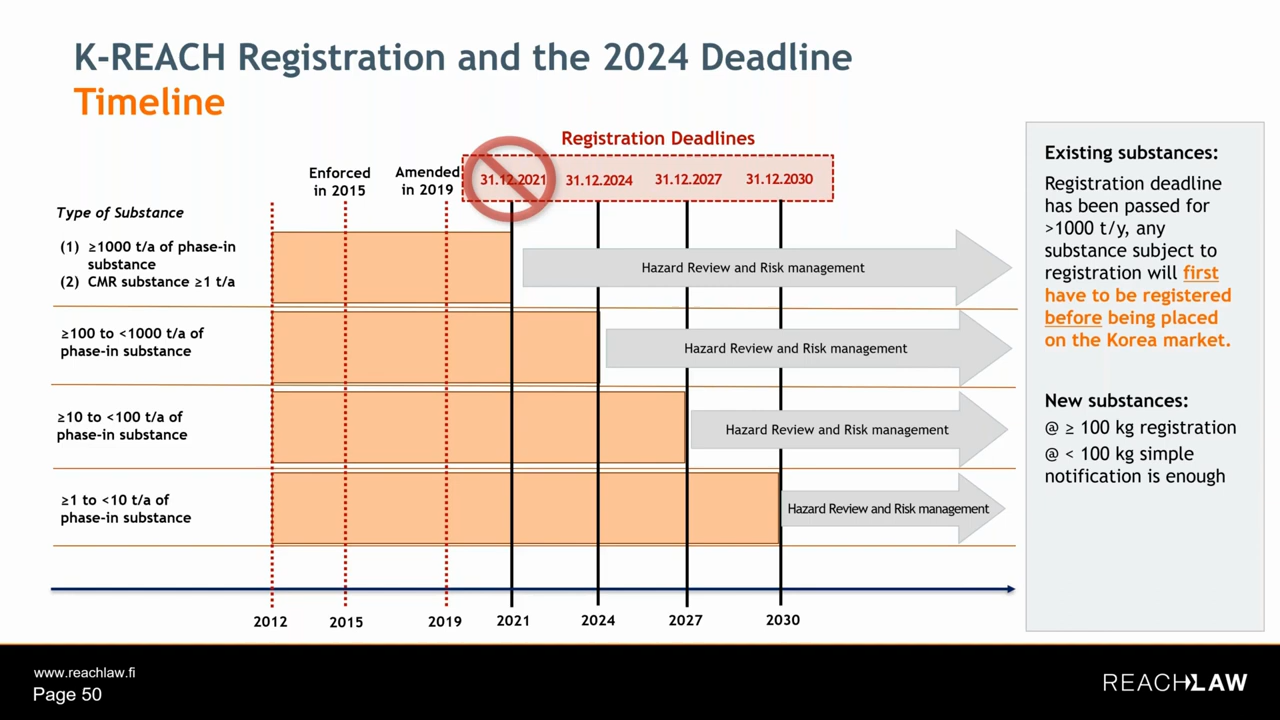 K-REACH Registration and the 2024 Deadline
Timeline
Registration Deadlines
Enforced
in 2015
Amended
in 2019
31.12.2021
31.12.2024
31.12.2027
31.12.2030
Type of Substance
(1) ≥1000 t/a of phase-in
substance
(2) CMR substance ≥1 t/a
Hazard Review and Risk management
≥100 to <1000 t/a of
phase-in substance
Hazard Review and Risk management
≥10 to <100 t/a of
phase-in substance
Hazard Review and Risk management
≥1 to <10 t/a of
phase-in substance
Hazard Review and Risk management
2012
2015
2019
2021
2024
2027
2030
Existing substances:
Registration deadline
has been passed for
>1000 t/y, any
substance subject to
registration will first
have to be registered
before being placed
on the Korea market.
New substances:
@ ≥ 100 kg registration
@ < 100 kg simple
notification is enough
www.reachlaw.fi
Page 50
REACHLAW